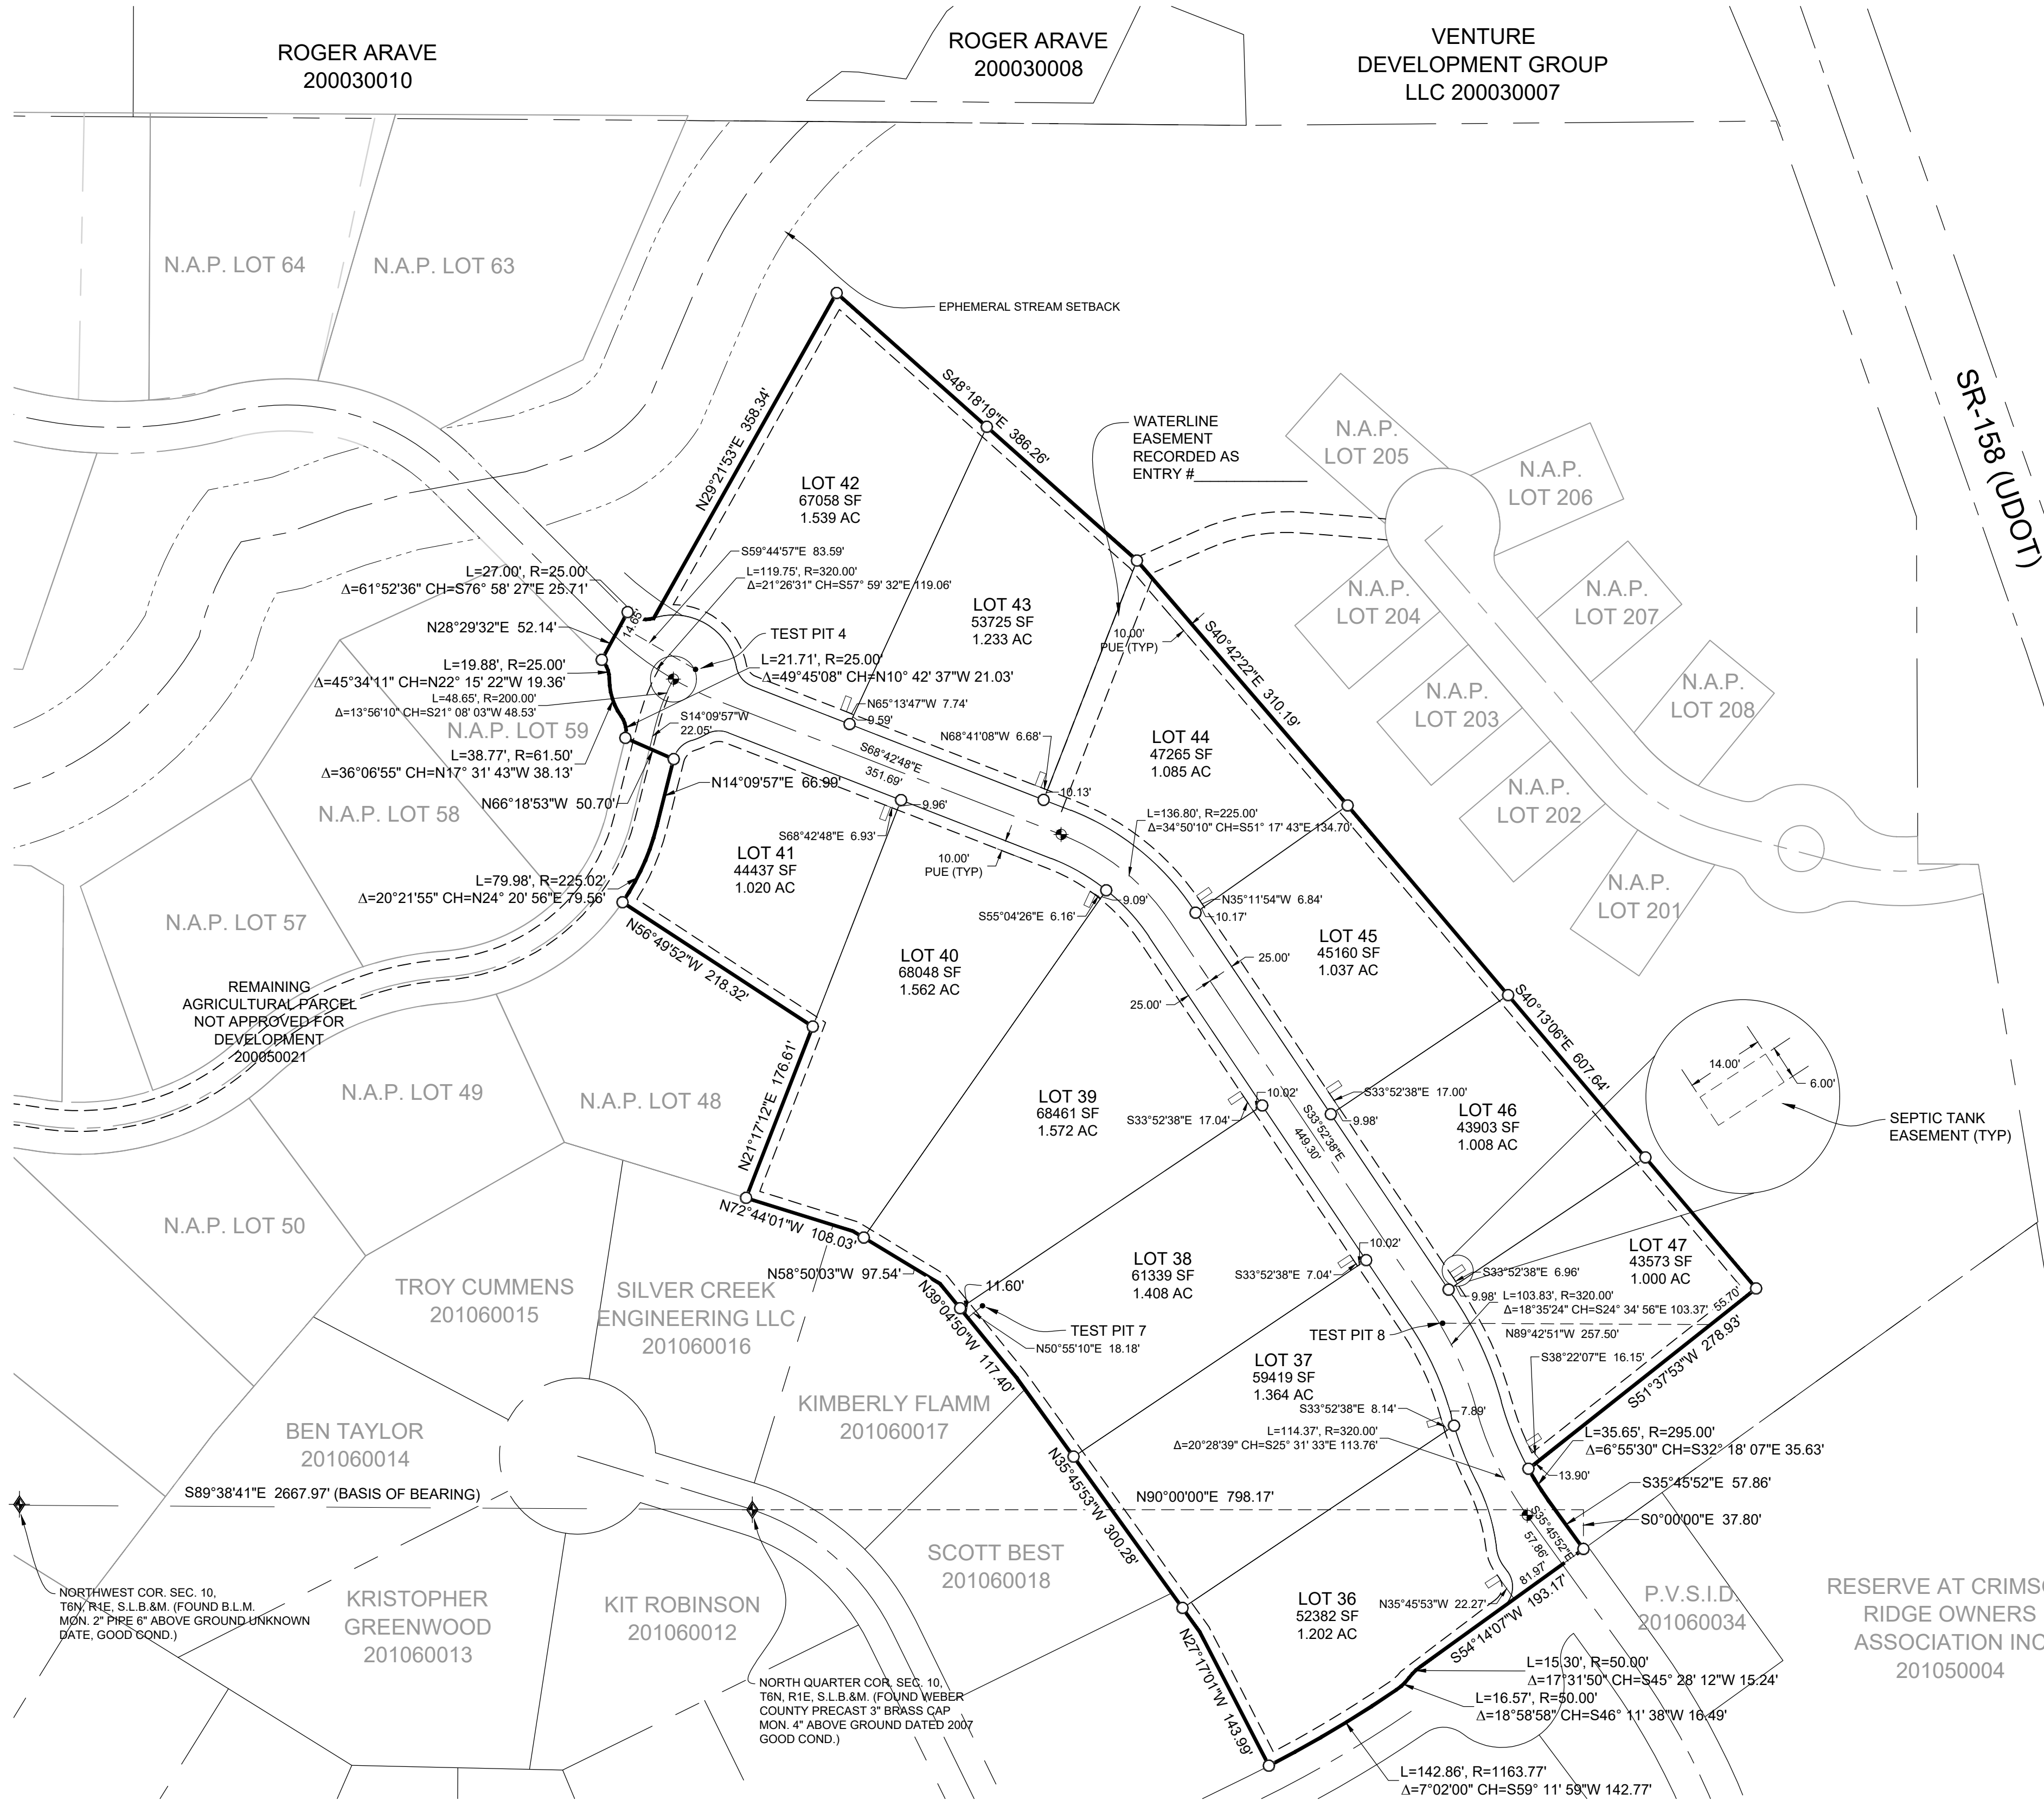 ROGER ARAVE
200030010
ROGER ARAVE
200030008
VENTURE
DEVELOPMENT GROUP
LLC 200030007
SR-158 (UDOT)
N.A.P. LOT 64
N.A.P. LOT 63
EPHEMERAL STREAM SETBACK
S48°18'19"E 386.26'
N29°21'53"E 358.34'
WATERLINE
EASEMENT
RECORDED AS
ENTRY #____________
N.A.P.
LOT 205
N.A.P.
LOT 206
LOT 42
67058 SF
1.539 AC
S59°44'57"E 83.59'
L=119.75', R=320.00'
Δ=21°26'31" CH=S57° 59' 32"E 119.06'
L=27.00', R=25.00'
Δ=61°52'36" CH=S76° 58' 27"E 25.71'
N28°29'32"E 52.14'
14.65'
TEST PIT 4
L=21.71', R=25.00'
Δ=49°45'08" CH=N10° 42' 37"W 21.03'
L=19.88', R=25.00'
Δ=45°34'11" CH=N22° 15' 22"W 19.36'
L=48.65', R=200.00'
Δ=13°56'10" CH=S21° 08' 03"W 48.53'
N.A.P. LOT 59
S14°09'57"W
22.05'
L=38.77', R=61.50'
Δ=36°06'55" CH=N17° 31' 43"W 38.13'
N66°18'53"W 50.70'
N.A.P. LOT 58
N14°09'57"E 66.99'
LOT 43
53725 SF
1.233 AC
10.00'
PUE (TYP)
S40°42'22"E 310.19'
N.A.P.
LOT 204
N.A.P.
LOT 207
N.A.P.
LOT 203
N.A.P.
LOT 208
N.A.P.
LOT 202
N.A.P.
LOT 201
N65°13'47"W 7.74'
9.59'
N68°41'08"W 6.68'
S68°42'48"E
351.69'
10.13'
LOT 44
47265 SF
1.085 AC
L=136.80', R=225.00'
Δ=34°50'10" CH=S51° 17' 43"E 134.70'
9.96'
S68°42'48"E 6.93'
10.00'
PUE (TYP)
LOT 41
44437 SF
1.020 AC
L=79.98', R=225.02'
Δ=20°21'55" CH=N24° 20' 56"E 79.56'
N56°49'52"W 218.32'
N.A.P. LOT 57
9.09'
S55°04'26"E 6.16'
N35°11'54"W 6.84'
10.17'
LOT 40
68048 SF
1.562 AC
LOT 45
45160 SF
1.037 AC
25.00'
25.00'
REMAINING
AGRICULTURAL PARCEL
NOT APPROVED FOR
DEVELOPMENT
200050021
S40°13'06"E 607.64'
14.00'
6.00'
SEPTIC TANK
EASEMENT (TYP)
N.A.P. LOT 49
N.A.P. LOT 48
N21°17'12"E 176.61'
LOT 39
68461 SF
1.572 AC
10.02'
S33°52'38"E 17.04'
S33°52'38"E
449.30'
S33°52'38"E 17.00'
9.98'
LOT 46
43903 SF
1.008 AC
N.A.P. LOT 50
N72°44'01"W 108.03'
N58°50'03"W 97.54'
LOT 38
61339 SF
1.408 AC
10.02'
S33°52'38"E 7.04'
LOT 47
43573 SF
1.000 AC
S33°52'38"E 6.96'
9.98'
L=103.83', R=320.00'
Δ=18°35'24" CH=S24° 34' 56"E 103.37'
55.70'
TROY CUMMENS
201060015
SILVER CREEK
ENGINEERING LLC
201060016
11.60'
N39°04'50"W 117.40'
TEST PIT 7
N50°55'10"E 18.18'
TEST PIT 8
N89°42'51"W 257.50'
S38°22'07"E 16.15'
S51°37'53"W 278.93'
LOT 37
59419 SF
1.364 AC
KIMBERLY FLAMM
201060017
S33°52'38"E 8.14'
7.89'
L=114.37', R=320.00'
Δ=20°28'39" CH=S25° 31' 33"E 113.76'
BEN TAYLOR
201060014
L=35.65', R=295.00'
Δ=6°55'30" CH=S32° 18' 07"E 35.63'
13.90'
S35°45'52"E 57.86'
S89°38'41"E 2667.97' (BASIS OF BEARING)
N90°00'00"E 798.17'
N35°45'53"W 300.28'
S0°00'00"E 37.80'
S35°45'52"E
57.86'
81.97'
SCOTT BEST
201060018
NORTHWEST COR. SEC. 10,
T6N, R1E, S.L.B.&M. (FOUND B.L.M.
MON. 2" PIPE 6" ABOVE GROUND UNKNOWN
DATE, GOOD COND.)
KRISTOPHER
GREENWOOD
201060013
KIT ROBINSON
201060012
LOT 36
52382 SF
1.202 AC
N35°45'53"W 22.27'
S54°14'07"W 193.17'
P.V.S.I.D.
201060034
RESERVE AT CRIMSO
RIDGE OWNERS
ASSOCIATION INC
201050004
N27°17'01"W 143.99'
L=15.30', R=50.00'
Δ=17°31'50" CH=S45° 28' 12"W 15.24'
L=16.57', R=50.00'
Δ=18°58'58" CH=S46° 11' 38"W 16.49'
NORTH QUARTER COR. SEC. 10,
T6N, R1E, S.L.B.&M. (FOUND WEBER
COUNTY PRECAST 3" BRASS CAP
MON. 4" ABOVE GROUND DATED 2007
GOOD COND.)
L=142.86', R=1163.77'
Δ=7°02'00" CH=S59° 11' 59"W 142.77'